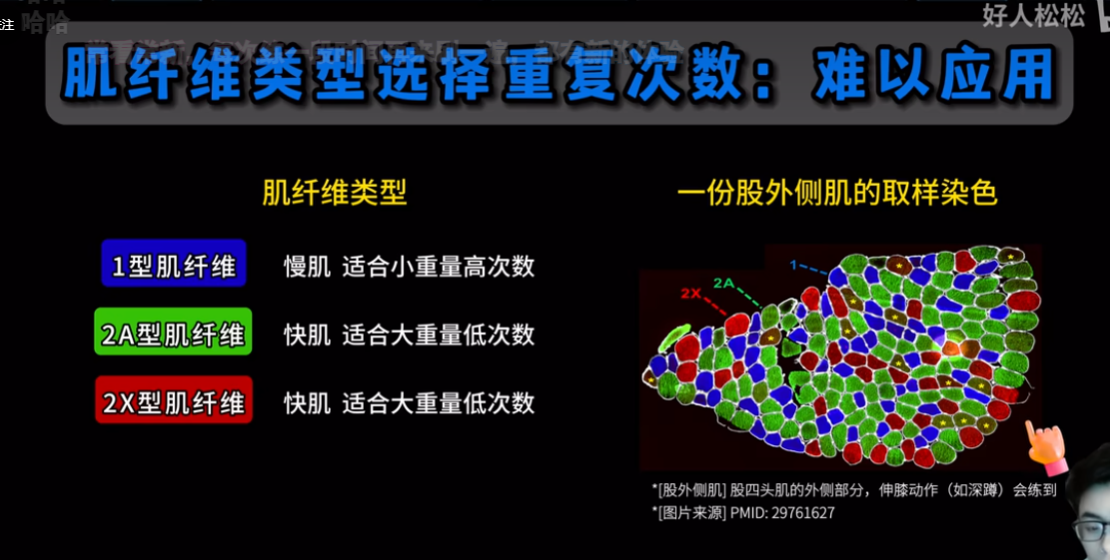 好人松松
注
哈哈
肌纤维类型选择重复次数：难以应用
肌纤维类型
一份股外侧肌的取样染色
1型肌纤维 慢肌 适合小重量高次数
2A型肌纤维 快肌 适合大重量低次数
2X型肌纤维 快肌 适合大重量低次数
1
2A
2X
*[股外侧肌] 股四头肌的外侧部分，伸膝动作（如深蹲）会练到
*[图片来源] PMID: 29761627